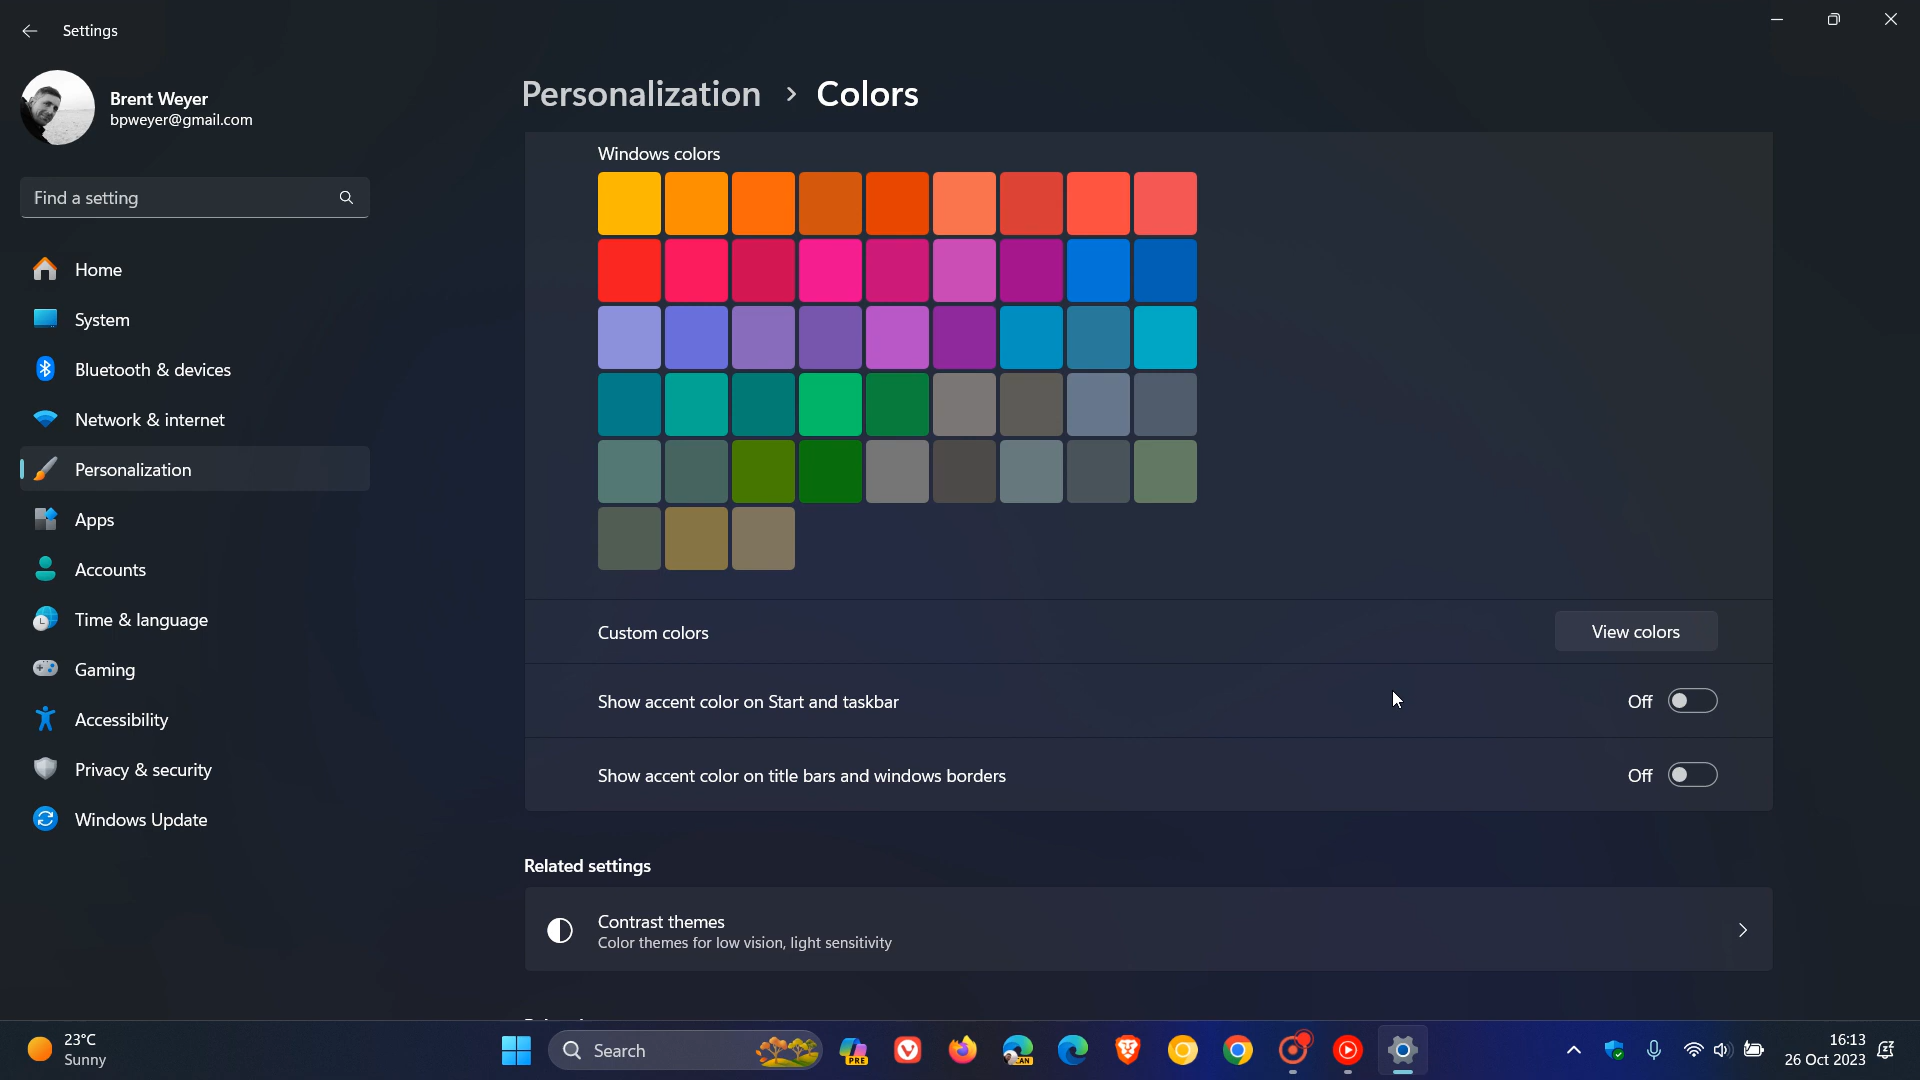 Settings
Brent Weyer
bpweyer@gmail.com
Find a setting
Home
System
Bluetooth & devices
Network & internet
Personalization
Apps
Accounts
Time & language
Gaming
Accessibility
Privacy & security
Windows Update
Personalization > Colors
Windows colors
Custom colors
View colors
Show accent color on Start and taskbar
Off
Show accent color on title bars and windows borders
Off
Related settings
Contrast themes
Color themes for low vision, light sensitivity
23°C
Sunny
Search
PRE
CAN
16:13
26 Oct 2023